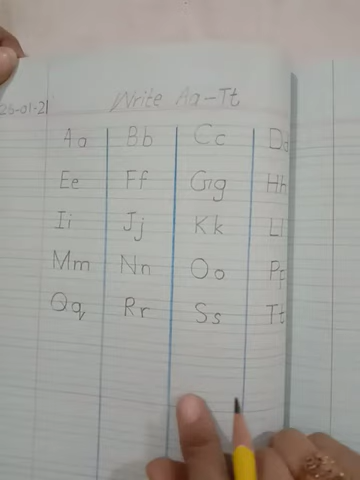 Write Aa-Tt
25-01-21
Aa Bb Cc Dd
Ee Ff Gg Hh
Ii Jj Kk Ll
Mm Nn Oo Pp
Qq Rr Ss Tt